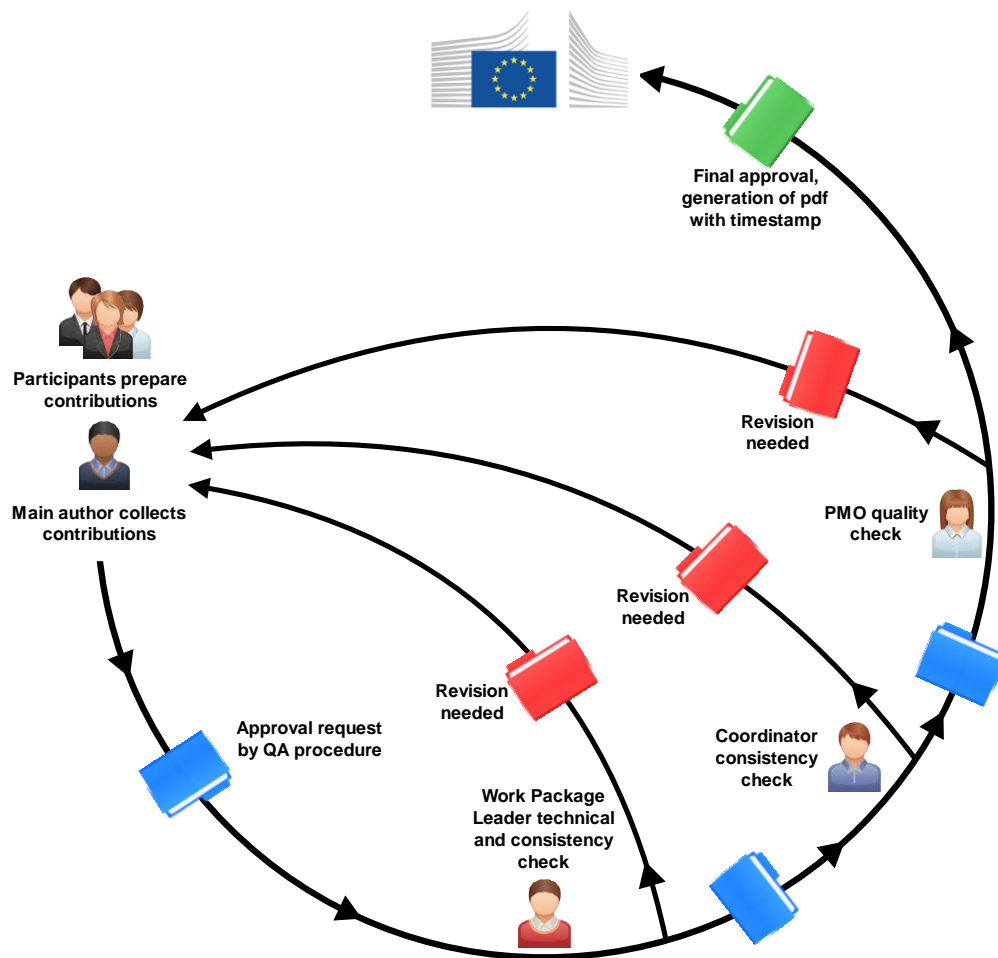 Final approval,
generation of pdf
with timestamp
Participants prepare
contributions
Main author collects
contributions
Revision
needed
PMO quality
check
Revision
needed
Revision
needed
Approval request
by QA procedure
Coordinator
consistency
check
Work Package
Leader technical
and consistency
check